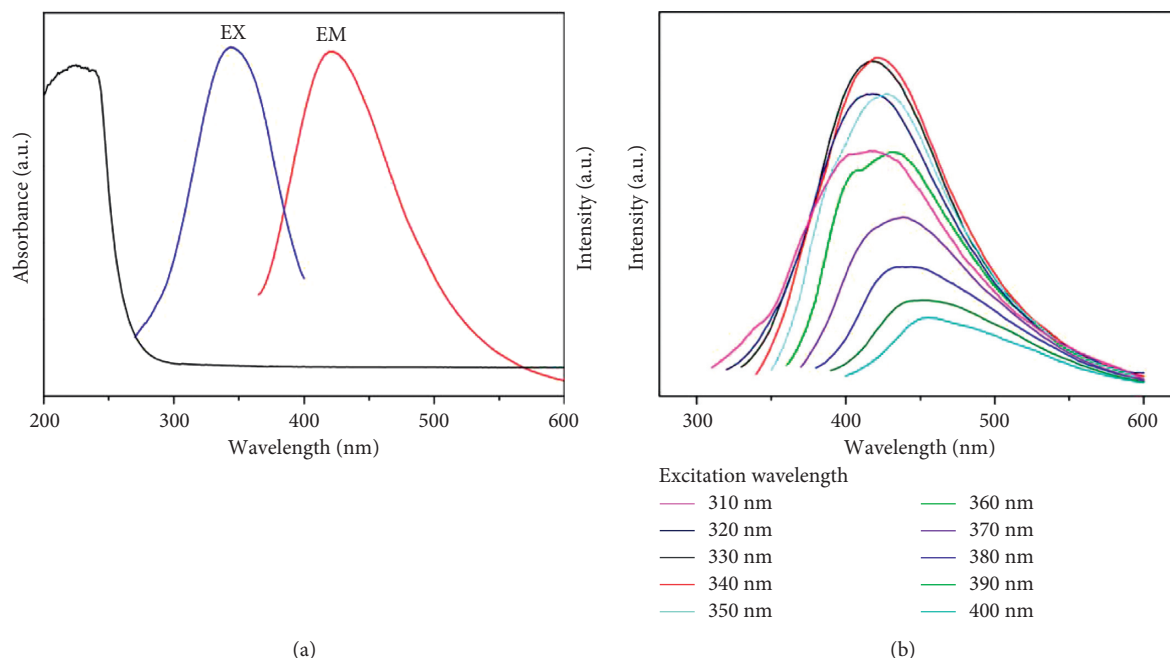 EX
EM
Absorbance (a.u.)
Intensity (a.u.)
200
300
400
500
600
Wavelength (nm)
(a)
Intensity (a.u.)
300
400
500
600
Wavelength (nm)
Excitation wavelength
310 nm
320 nm
330 nm
340 nm
350 nm
360 nm
370 nm
380 nm
390 nm
400 nm
(b)